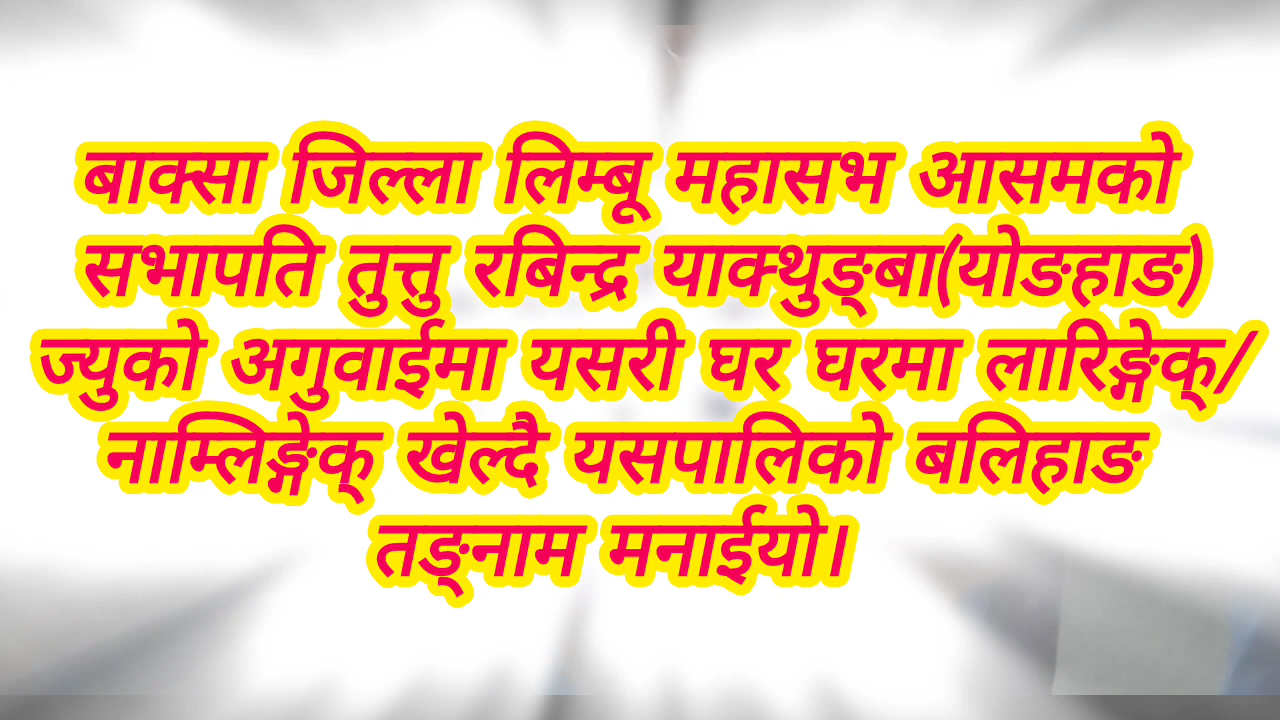 बाक्सा जिल्ला लिम्बू महासभ आसमको
सभापति तुत्तु रबिन्द्र याक्थुङ्बा(योङहाङ)
ज्युको अगुवाईमा यसरी घर घरमा लारिङ्गेक्/
नाम्लिङ्गेक् खेल्दै यसपालिको बलिहाङ
तङ्नाम मनाईयो।